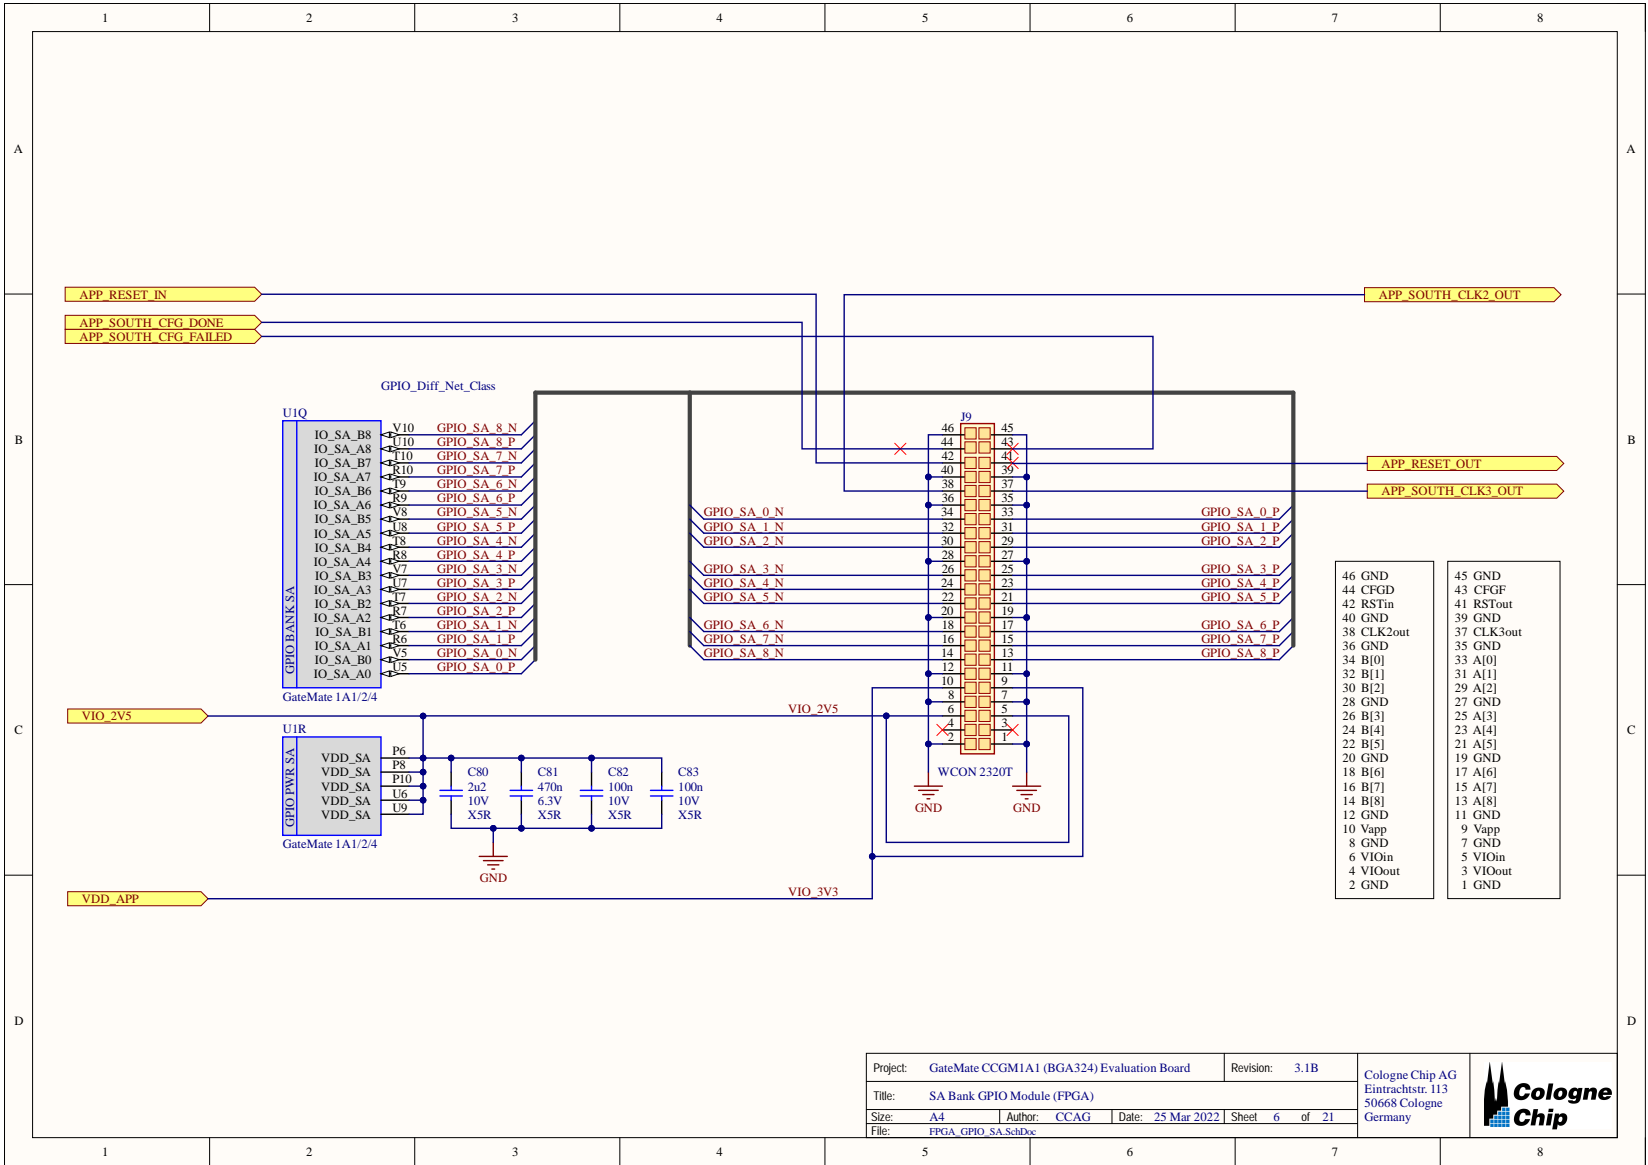 1 2 3 4 5 6 7 8
A A
APP_RESET_IN APP_SOUTH_CLK2_OUT
APP_SOUTH_CFG_DONE
APP_SOUTH_CFG_FAILED
GPIO_Diff_Net_Class
U1Q J9
B B
GPIO BANK SA
IO_SA_B8 V10 GPIO_SA_8_N
IO_SA_A8 U10 GPIO_SA_8_P
IO_SA_B7 T10 GPIO_SA_7_N
IO_SA_A7 R10 GPIO_SA_7_P
IO_SA_B6 T9 GPIO_SA_6_N
IO_SA_A6 R9 GPIO_SA_6_P
IO_SA_B5 V8 GPIO_SA_5_N
IO_SA_A5 U8 GPIO_SA_5_P
IO_SA_B4 T8 GPIO_SA_4_N
IO_SA_A4 R8 GPIO_SA_4_P
IO_SA_B3 V7 GPIO_SA_3_N
IO_SA_A3 U7 GPIO_SA_3_P
IO_SA_B2 T7 GPIO_SA_2_N
IO_SA_A2 R7 GPIO_SA_2_P
IO_SA_B1 T6 GPIO_SA_1_N
IO_SA_A1 R6 GPIO_SA_1_P
IO_SA_B0 V5 GPIO_SA_0_N
IO_SA_A0 U5 GPIO_SA_0_P
GateMate 1A1/2/4
46 45
44 43
42 41 APP_RESET_OUT
40 39
38 37 APP_SOUTH_CLK3_OUT
36 35
GPIO_SA_0_N 34 33 GPIO_SA_0_P
GPIO_SA_1_N 32 31 GPIO_SA_1_P
GPIO_SA_2_N 30 29 GPIO_SA_2_P
28 27
GPIO_SA_3_N 26 25 GPIO_SA_3_P
GPIO_SA_4_N 24 23 GPIO_SA_4_P
GPIO_SA_5_N 22 21 GPIO_SA_5_P
20 19
GPIO_SA_6_N 18 17 GPIO_SA_6_P
GPIO_SA_7_N 16 15 GPIO_SA_7_P
GPIO_SA_8_N 14 13 GPIO_SA_8_P
12 11
10 9
8 7
VIO_2V5 VIO_2V5 6 5
4 3
2 1
WCON 2320T
GND GND
C C
U1R
GPIO PWR SA
VDD_SA P6
VDD_SA P8
VDD_SA P10
VDD_SA U6
VDD_SA U9
GateMate 1A1/2/4
C80 C81 C82 C83
2u2 470n 100n 100n
10V 6.3V 10V 10V
X5R X5R X5R X5R
GND
VDD_APP VIO_3V3
46 GND 45 GND
44 CFGD 43 CFGF
42 RSTin 41 RSTout
40 GND 39 GND
38 CLK2out 37 CLK3out
36 GND 35 GND
34 B[0] 33 A[0]
32 B[1] 31 A[1]
30 B[2] 29 A[2]
28 GND 27 GND
26 B[3] 25 A[3]
24 B[4] 23 A[4]
22 B[5] 21 A[5]
20 GND 19 GND
18 B[6] 17 A[6]
16 B[7] 15 A[7]
14 B[8] 13 A[8]
12 GND 11 GND
10 Vapp 9 Vapp
8 GND 7 GND
6 VIOin 5 VIOin
4 VIOout 3 VIOout
2 GND 1 GND
D D
Project: GateMate CCGM1A1 (BGA324) Evaluation Board Revision: 3.1B
Title: SA Bank GPIO Module (FPGA)
Size: A4 Author: CCAG Date: 25 Mar 2022 Sheet 6 of 21
File: FPGA_GPIO_SA.SchDoc
Cologne Chip AG
Eintrachtstr. 113
50668 Cologne
Germany
Cologne
Chip
1 2 3 4 5 6 7 8